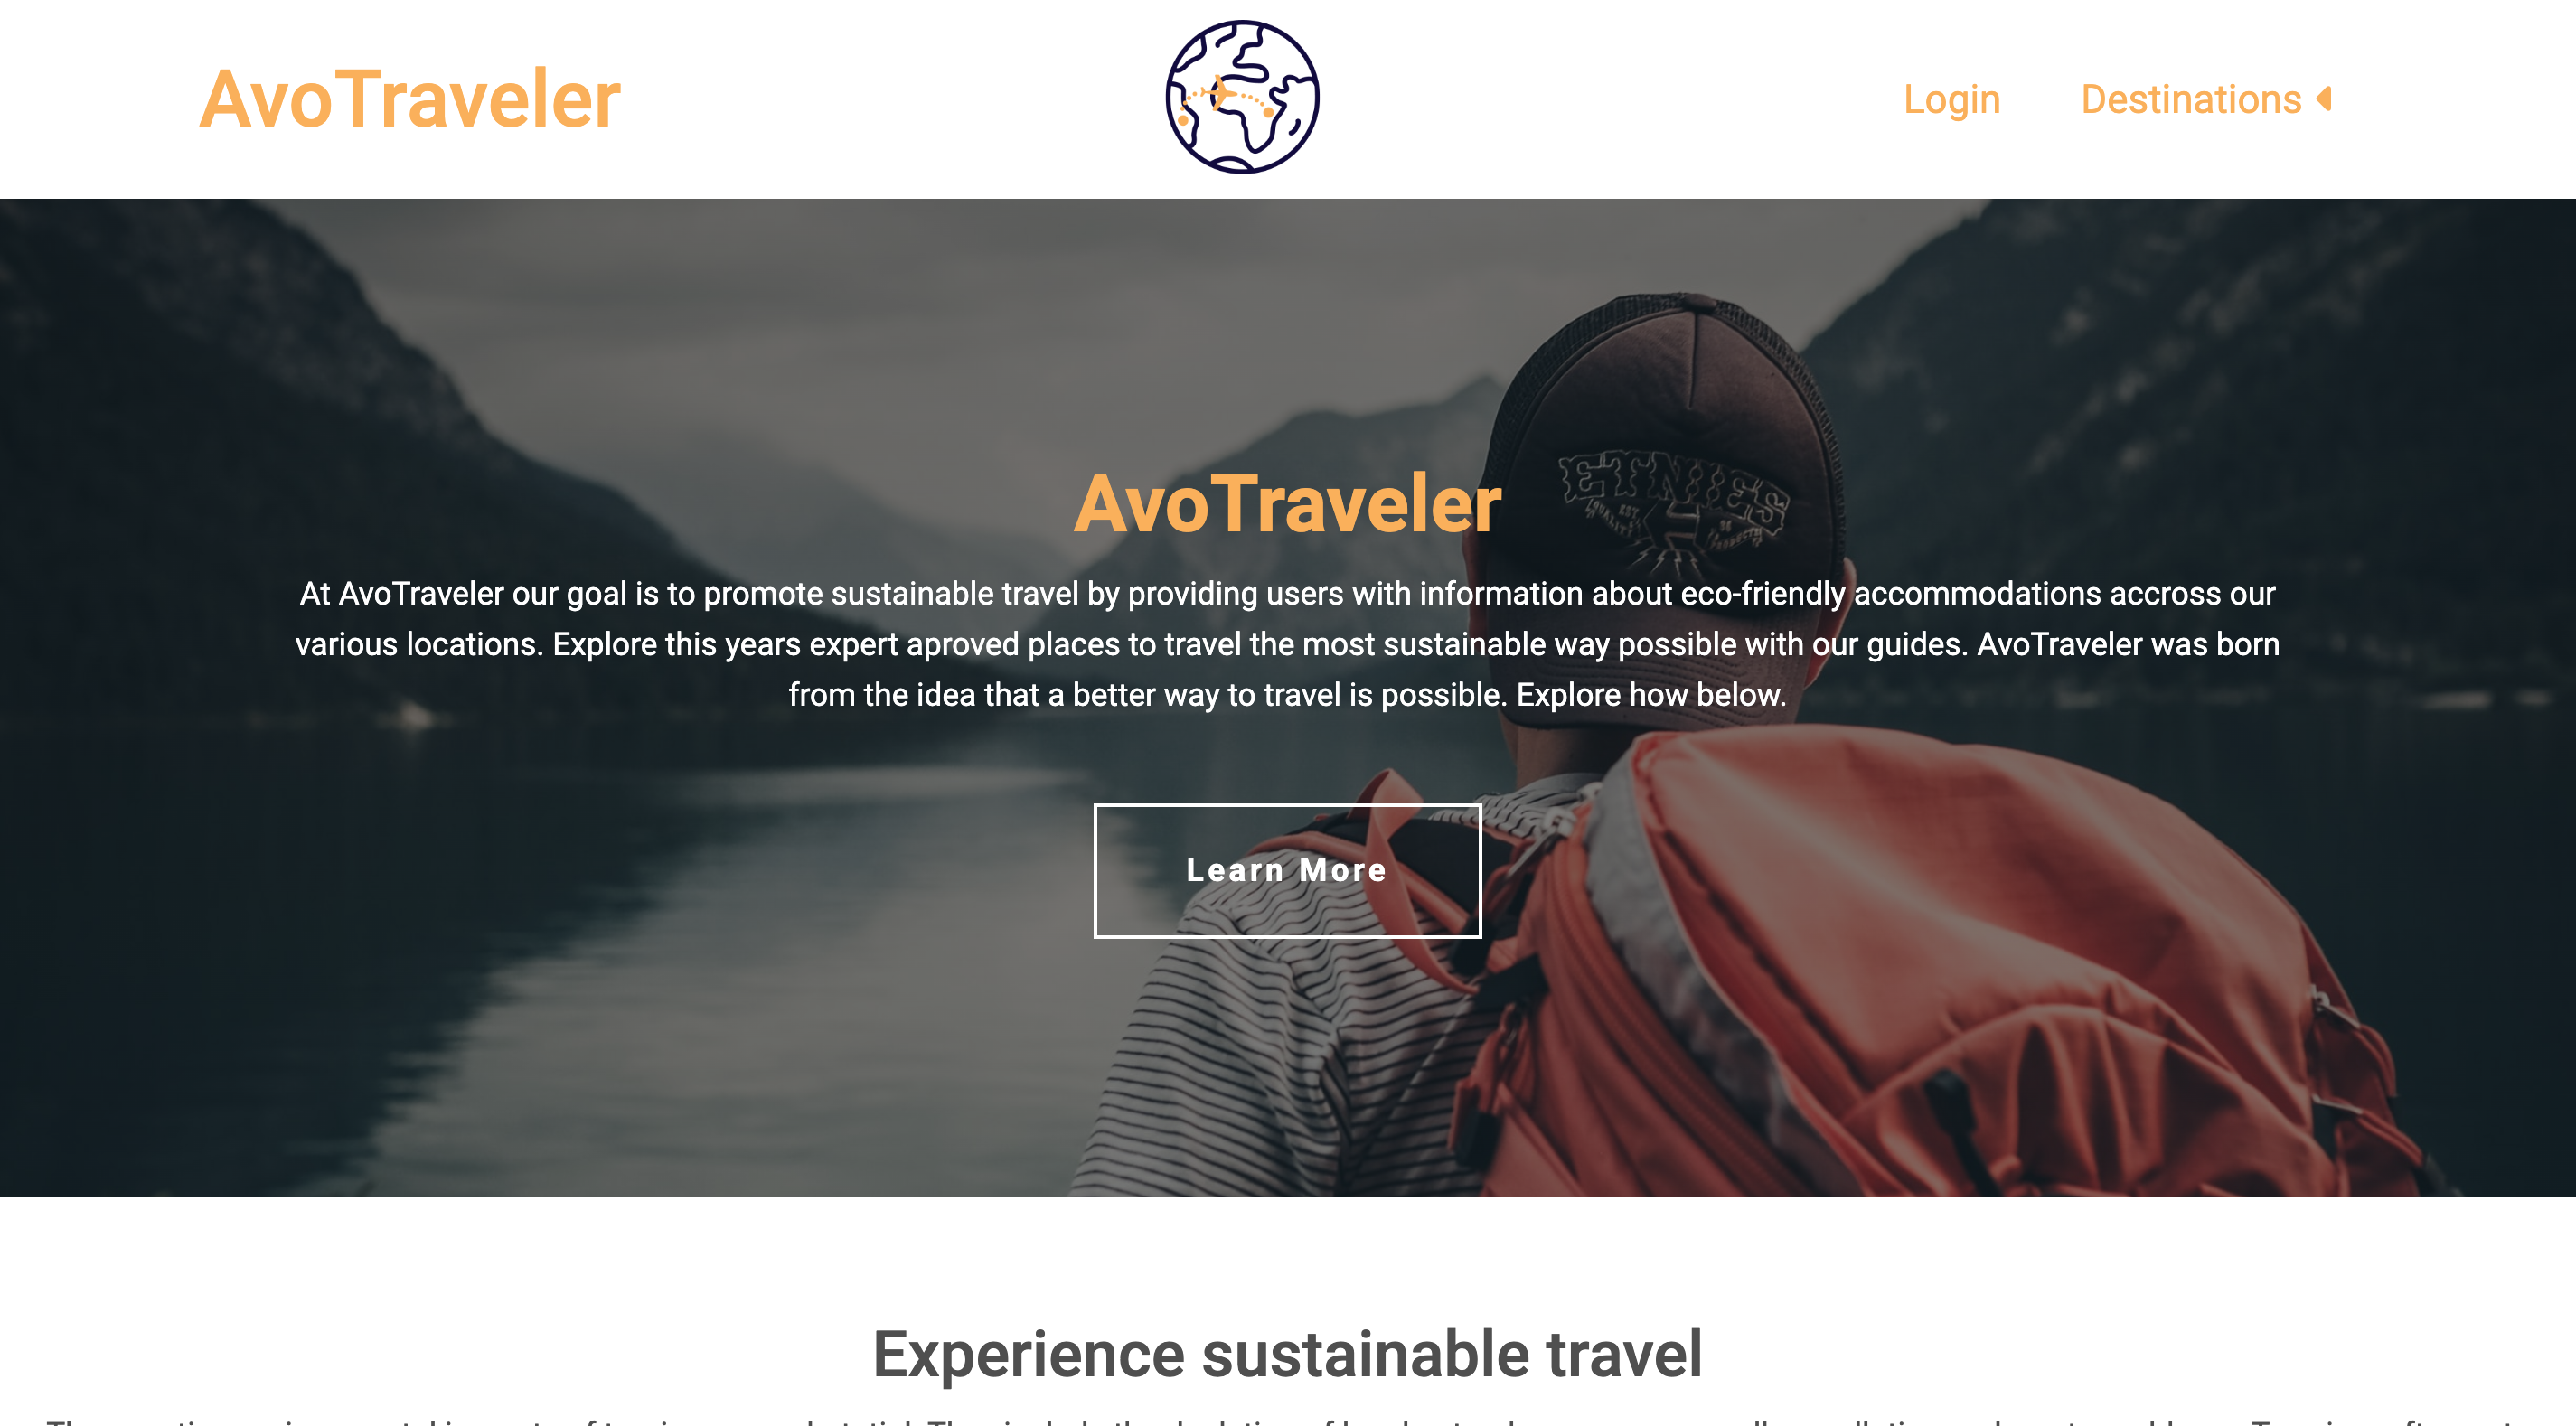 AvoTraveler
Login
Destinations
ETNIES
AvoTraveler
At AvoTraveler our goal is to promote sustainable travel by providing users with information about eco-friendly accommodations accross our
various locations. Explore this years expert aproved places to travel the most sustainable way possible with our guides. AvoTraveler was born
from the idea that a better way to travel is possible. Explore how below.
Learn More
Experience sustainable travel